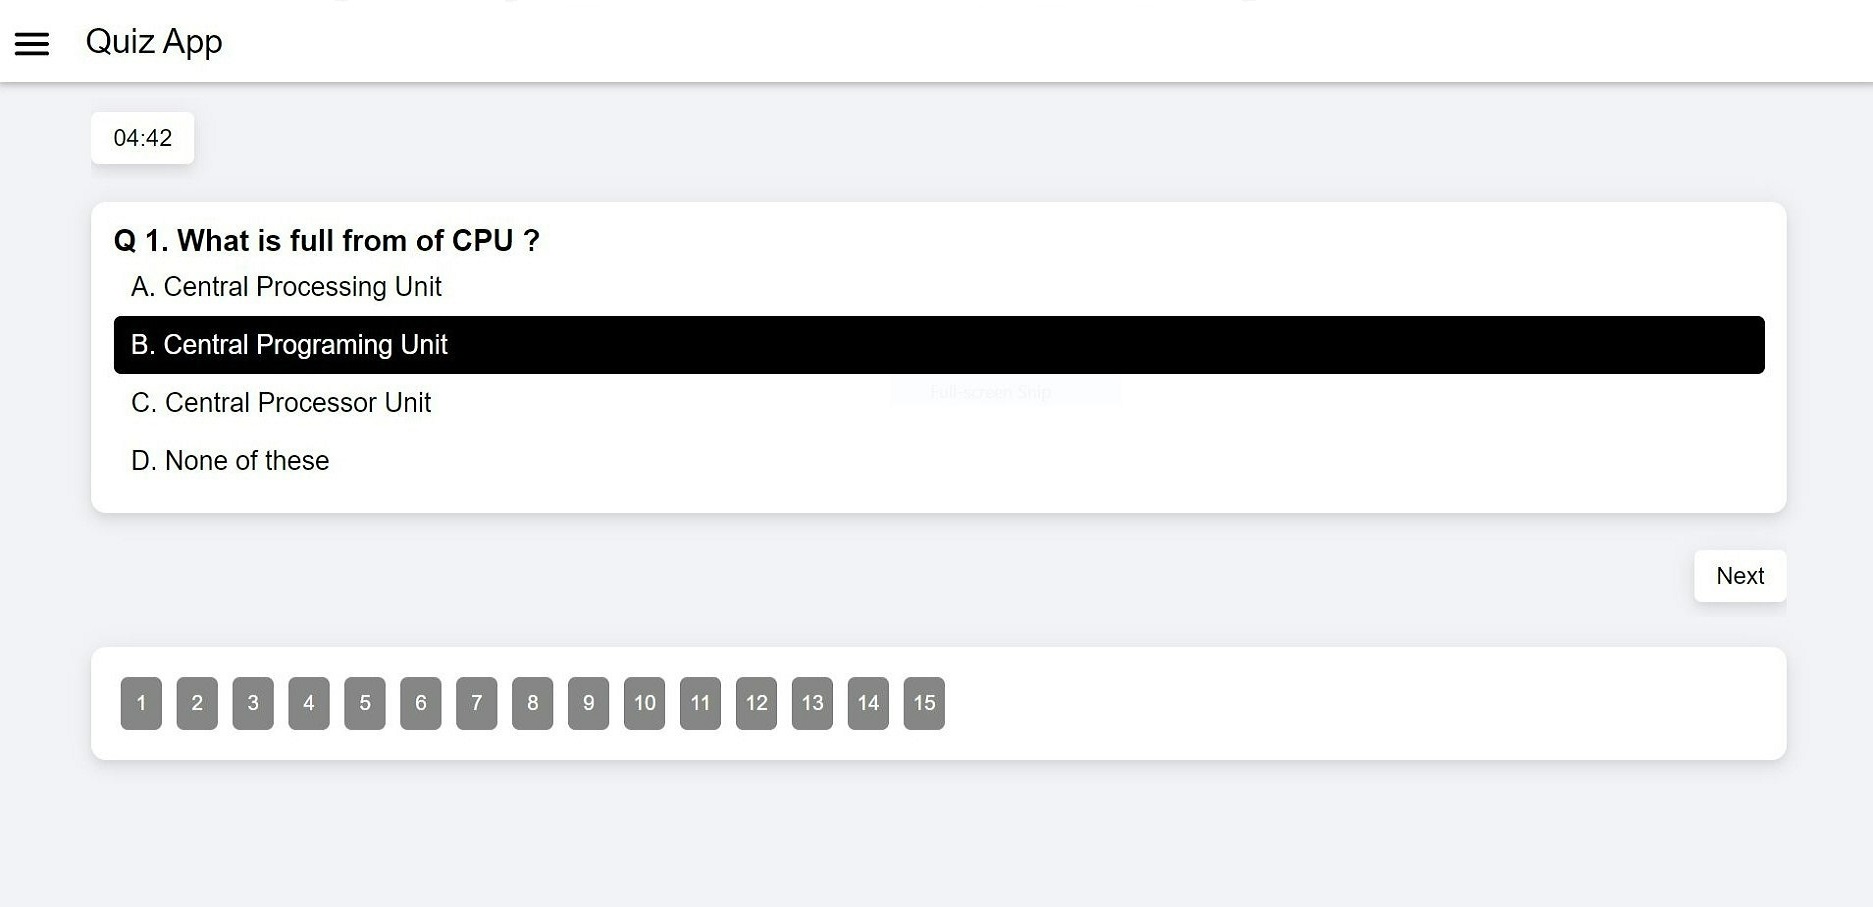 Quiz App
04:42
Q 1. What is full from of CPU ?
A. Central Processing Unit
B. Central Programing Unit
C. Central Processor Unit
D. None of these
Full-screen Snip
Next
1 2 3 4 5 6 7 8 9 10 11 12 13 14 15